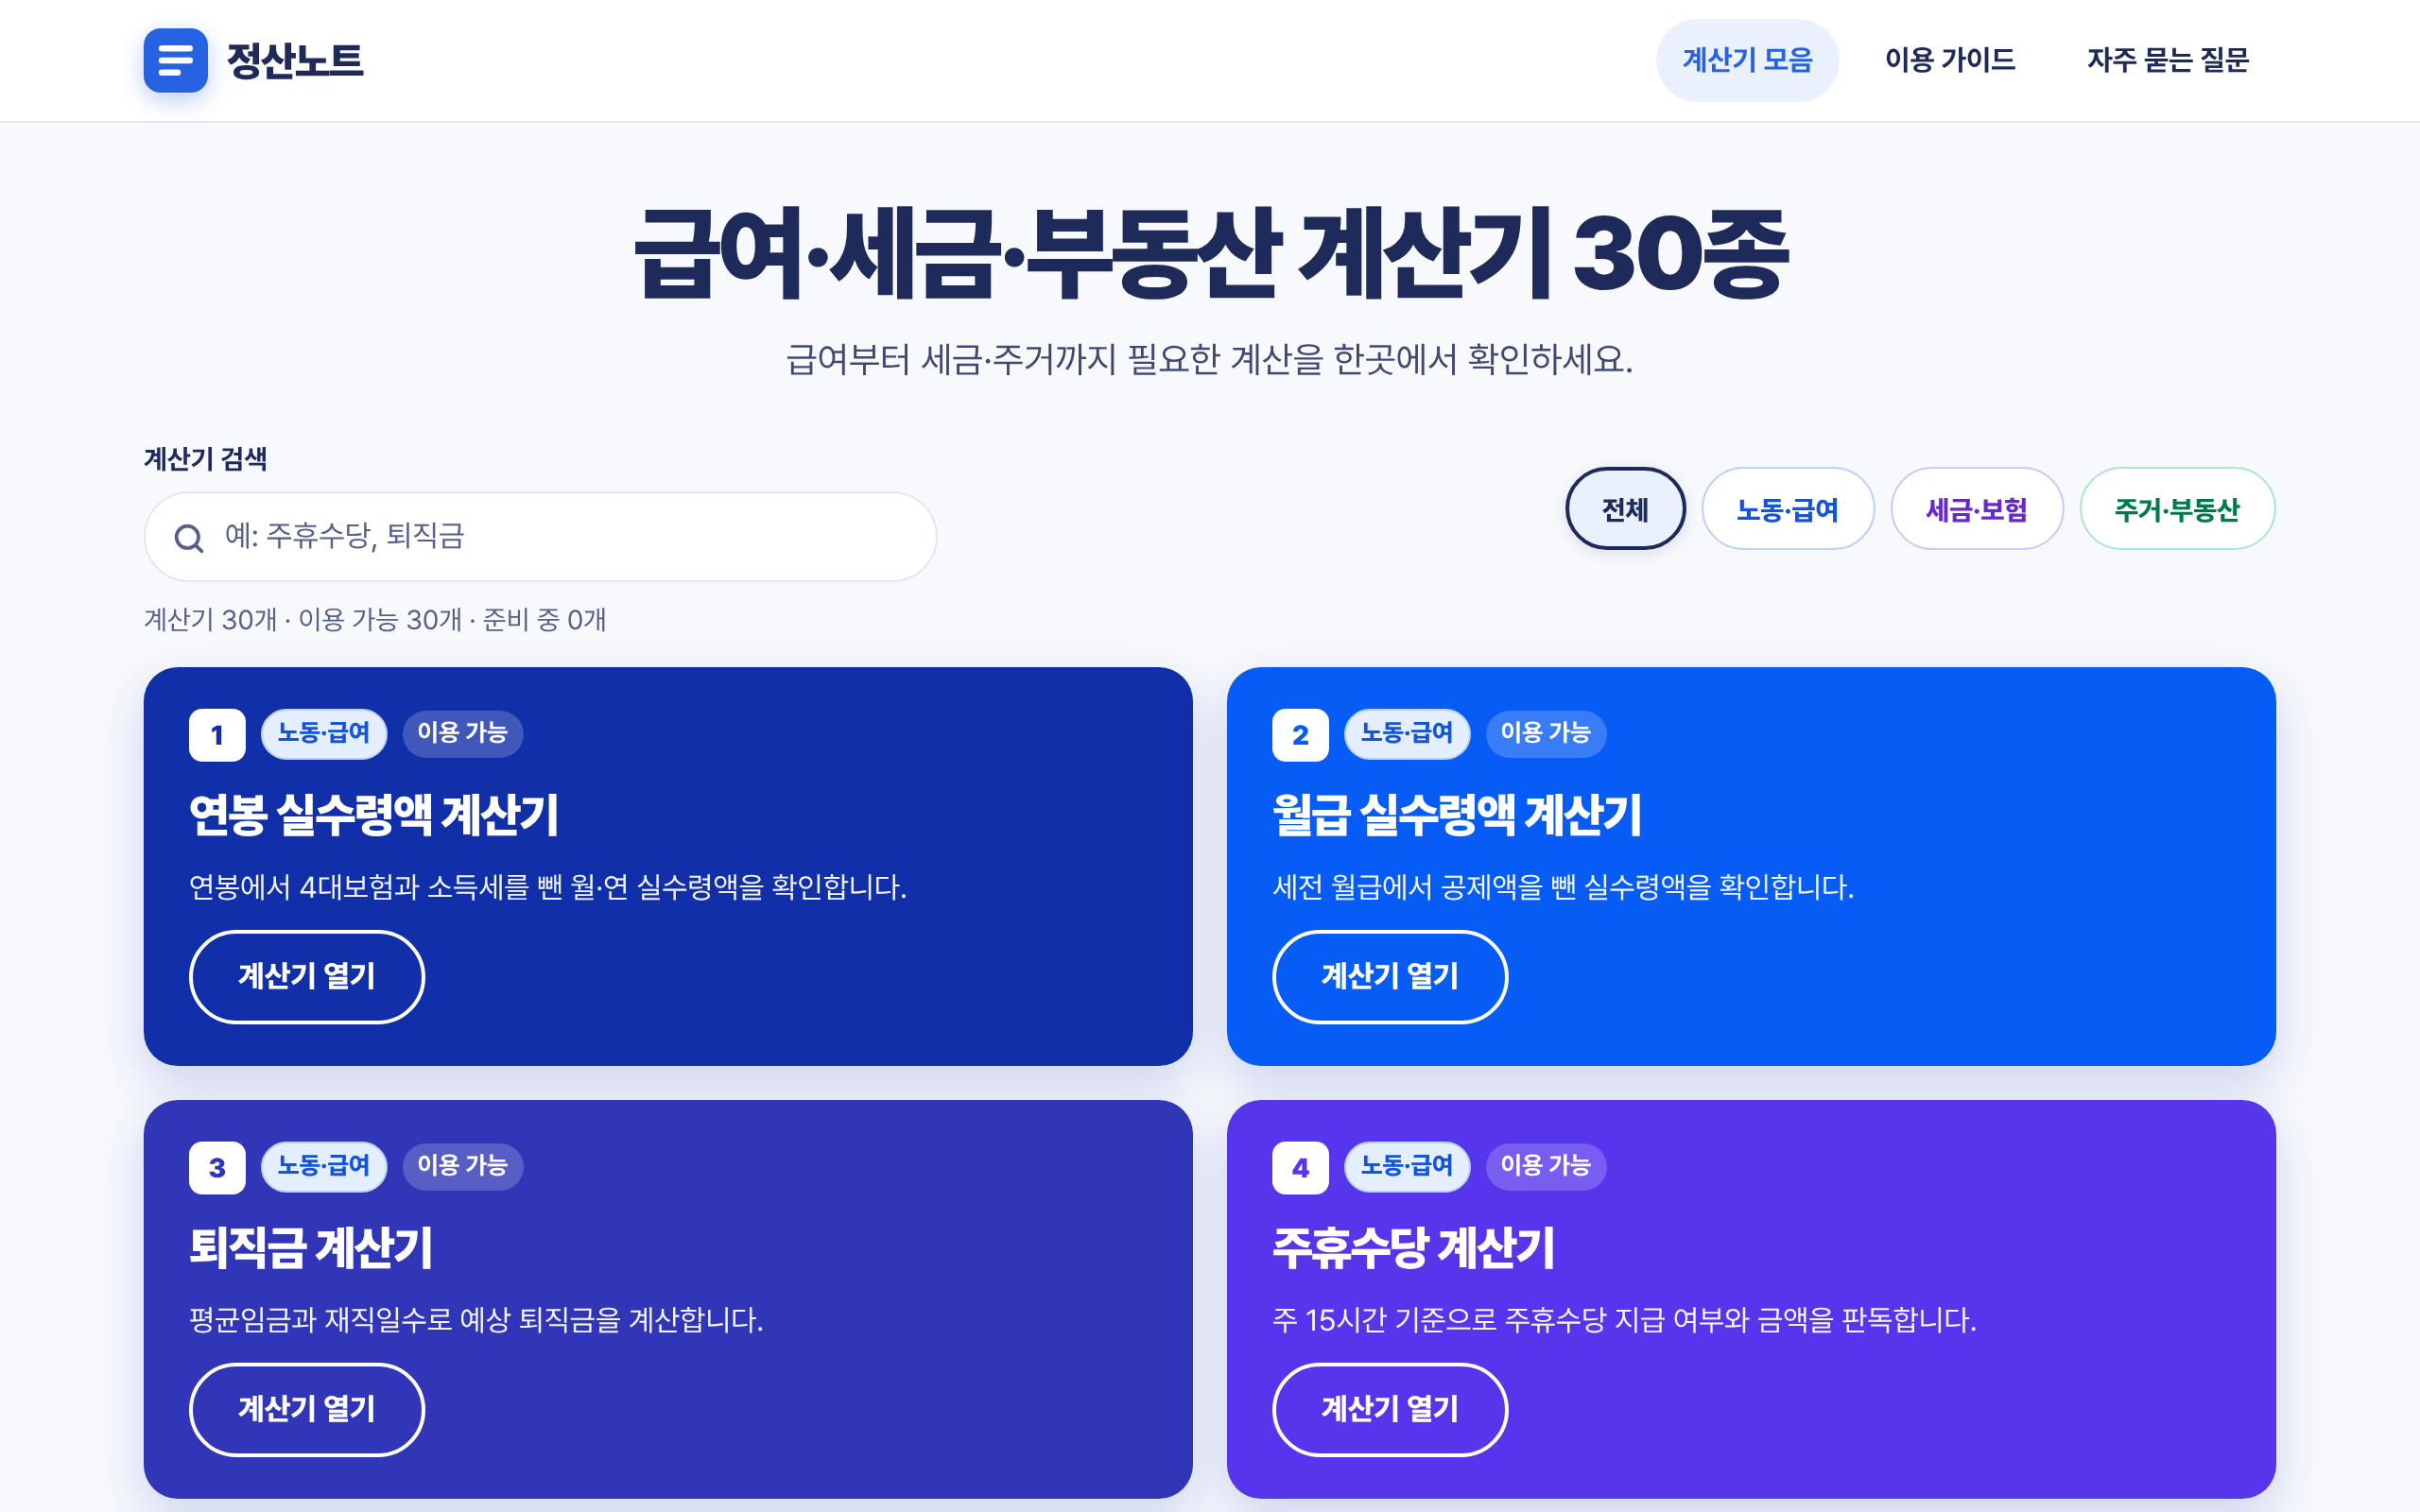 정산노트
계산기 모음 이용 가이드 자주 묻는 질문
급여·세금·부동산 계산기 30종
급여부터 세금·주거까지 필요한 계산을 한곳에서 확인하세요.
계산기 검색
예: 주휴수당, 퇴직금
전체 노동·급여 세금·보험 주거·부동산
계산기 30개 · 이용 가능 30개 · 준비 중 0개
1 노동·급여 이용 가능
연봉 실수령액 계산기
연봉에서 4대보험과 소득세를 뺀 월·연 실수령액을 확인합니다.
계산기 열기
2 노동·급여 이용 가능
월급 실수령액 계산기
세전 월급에서 공제액을 뺀 실수령액을 확인합니다.
계산기 열기
3 노동·급여 이용 가능
퇴직금 계산기
평균임금과 재직일수로 예상 퇴직금을 계산합니다.
계산기 열기
4 노동·급여 이용 가능
주휴수당 계산기
주 15시간 기준으로 주휴수당 지급 여부와 금액을 판독합니다.
계산기 열기